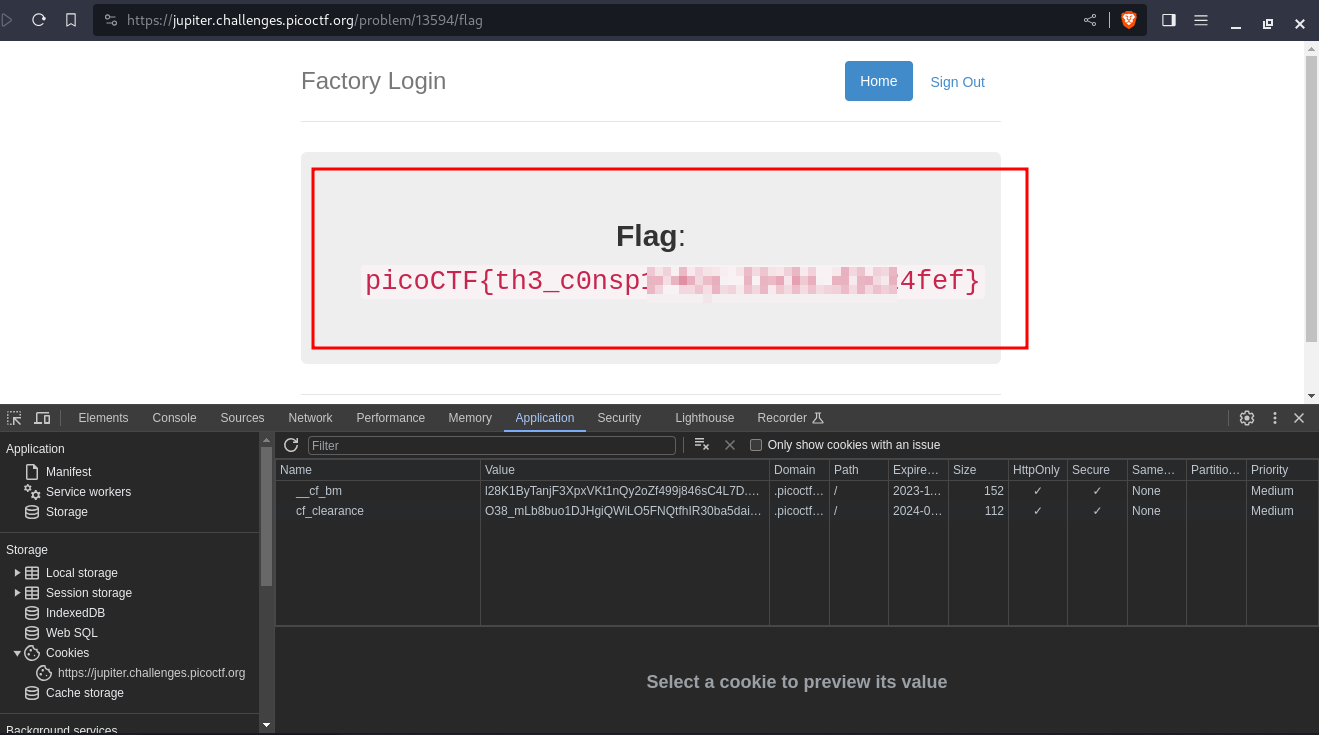 https://jupiter.challenges.picoctf.org/problem/13594/flag
Factory Login
Home
Sign Out
Flag:
picoCTF{th3_c0nsp
4fef}
Elements Console Sources Network Performance Memory Application Security Lighthouse Recorder
Application
Manifest
Service workers
Storage
Storage
Local storage
Session storage
IndexedDB
Web SQL
Cookies
https://jupiter.challenges.picoctf.org
Cache storage
Background services
Filter
Only show cookies with an issue
Name Value Domain Path Expire… Size HttpOnly Secure Same… Partitio… Priority
__cf_bm l28K1ByTanjF3XpxVKt1nQy2oZf499j846sC4L7D.… .picoctf… / 2023-1… 152 ✓ ✓ None Medium
cf_clearance O38_mLb8buo1DJHgiQWiLO5FNQtfhIR30ba5dai… .picoctf… / 2024-0… 112 ✓ ✓ None Medium
Select a cookie to preview its value